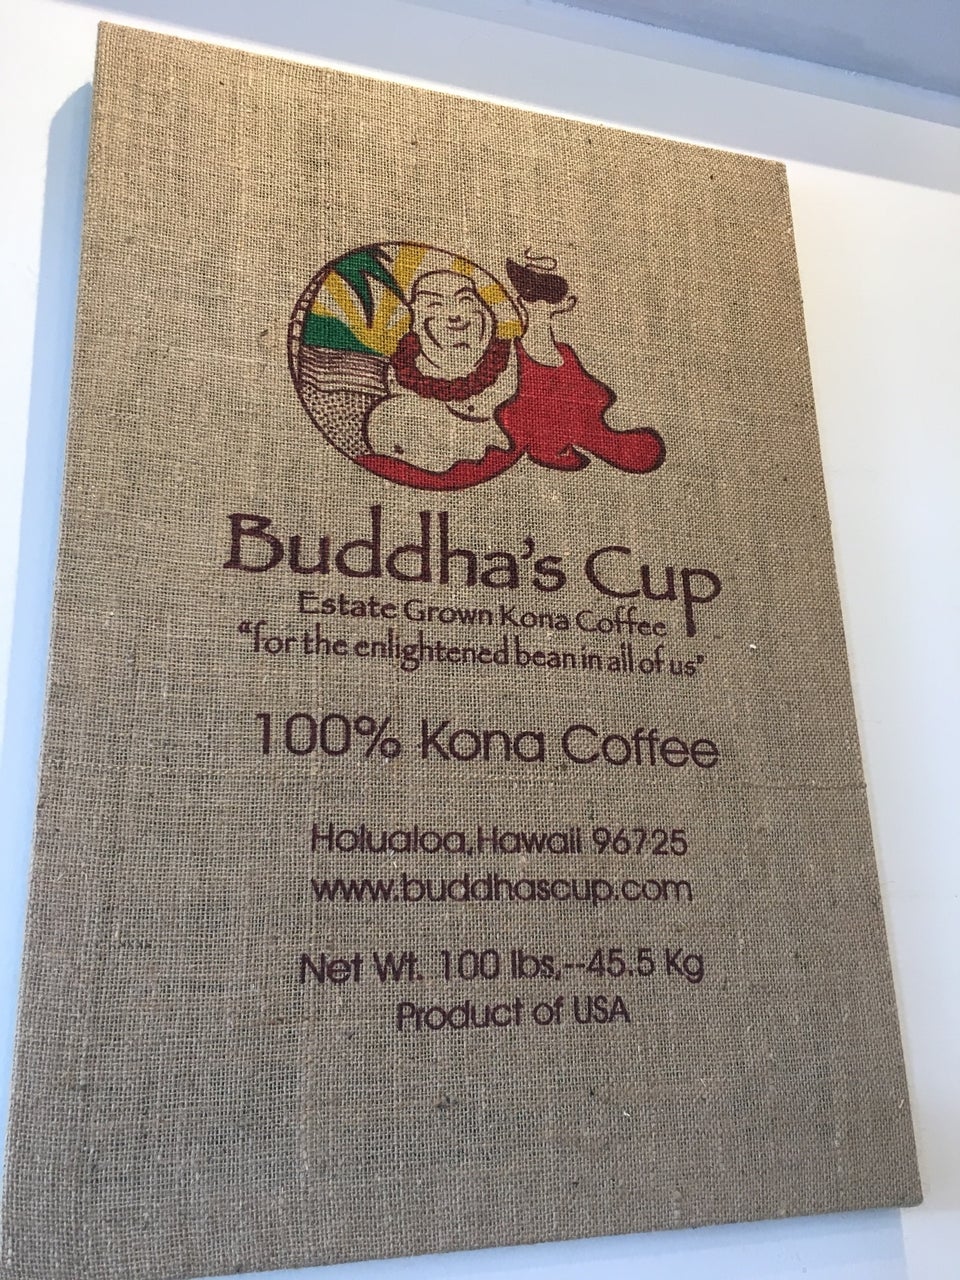 Buddha's Cup
Estate Grown Kona Coffee
"for the enlightened bean in all of us"
100% Kona Coffee
Holualoa, Hawaii 96725
www.buddhascup.com
Net Wt. 100 lbs,--45.5 Kg
Product of USA